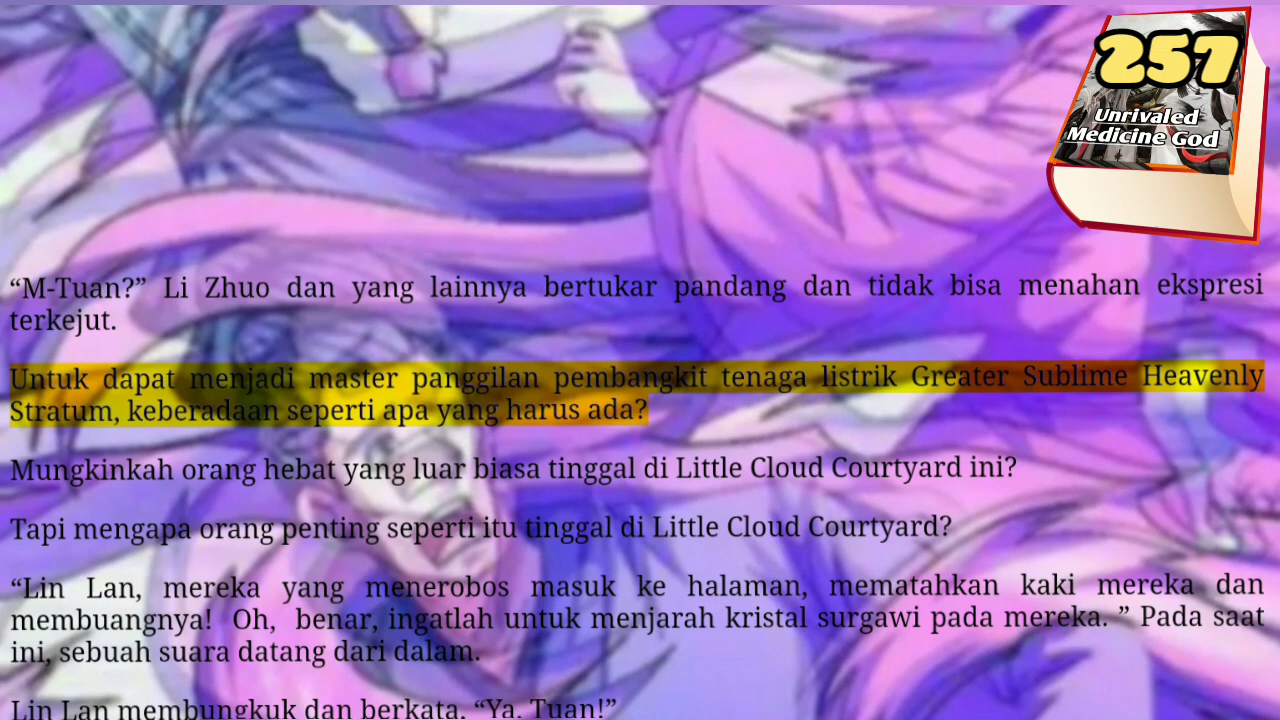 257
Unrivaled
Medicine God
“M-Tuan?” Li Zhuo dan yang lainnya bertukar pandang dan tidak bisa menahan ekspresi
terkejut.
Untuk dapat menjadi master panggilan pembangkit tenaga listrik Greater Sublime Heavenly
Stratum, keberadaan seperti apa yang harus ada?
Mungkinkah orang hebat yang luar biasa tinggal di Little Cloud Courtyard ini?
Tapi mengapa orang penting seperti itu tinggal di Little Cloud Courtyard?
“Lin Lan, mereka yang menerobos masuk ke halaman, mematahkan kaki mereka dan
membuangnya! Oh, benar, ingatlah untuk menjarah kristal surgawi pada mereka. ” Pada saat
ini, sebuah suara datang dari dalam.
Lin Lan membungkuk dan berkata, “Ya, Tuan!”